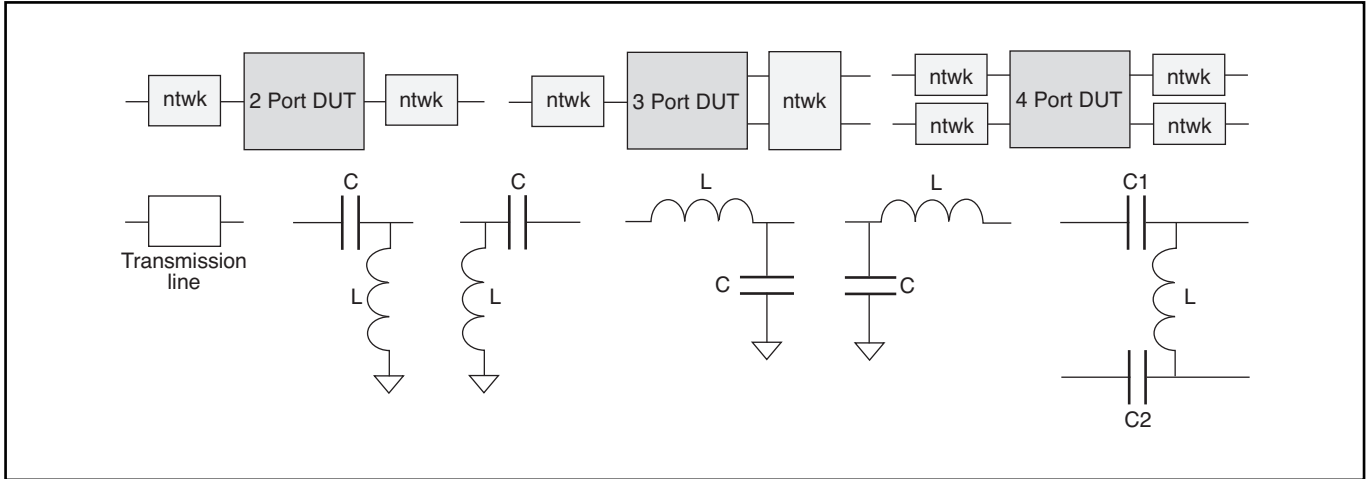 ntwk 2 Port DUT ntwk
ntwk 3 Port DUT ntwk
ntwk ntwk 4 Port DUT ntwk ntwk
Transmission
line
C
L
C
L
L
C
L
C
C1
L
C2